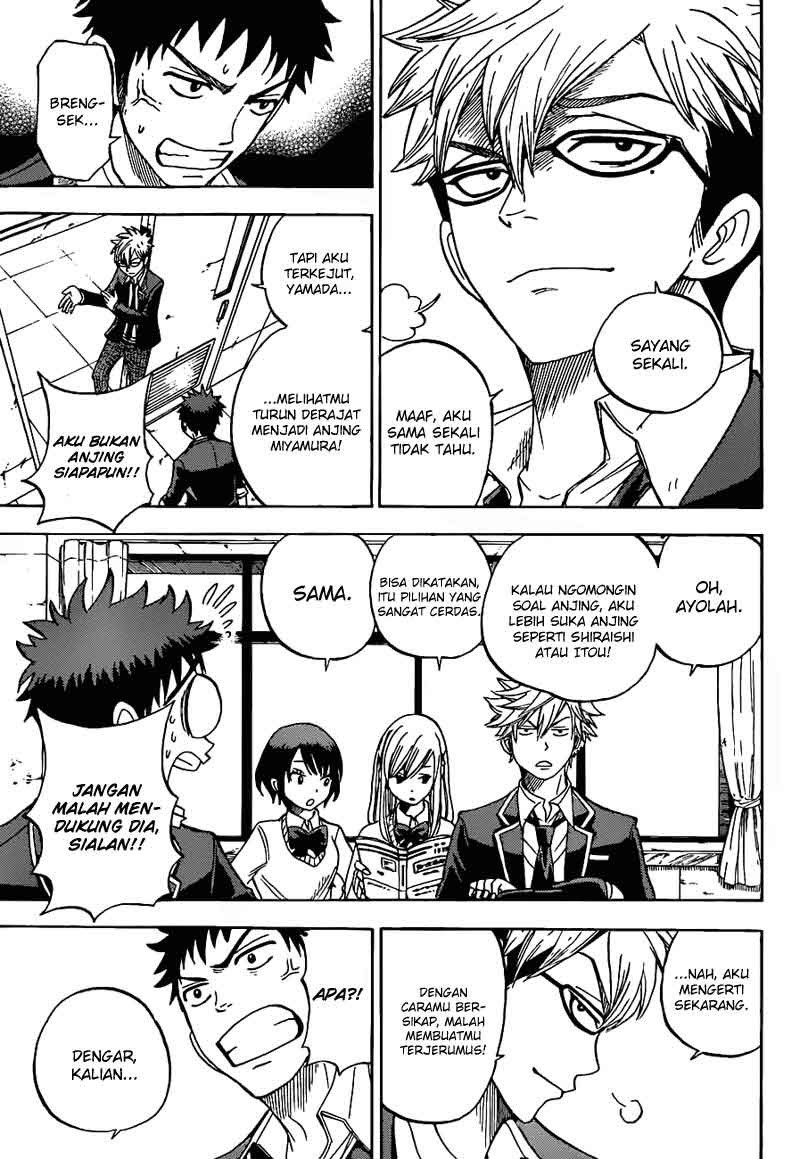 SAYANG
SEKALI.
MAAF, AKU
SAMA SEKALI
TIDAK TAHU.
BRENG-
SEK...
TAPI AKU
TERKEJUT,
YAMADA...
...MELIHATMU
TURUN DERAJAT
MENJADI ANJING
MIYAMURA!
AKU BUKAN
ANJING
SIAPAPUN!!
OH,
AYOLAH.
KALAU NGOMONGIN
SOAL ANJING, AKU
LEBIH SUKA ANJING
SEPERTI SHIRAISHI
ATAU ITOU!
BISA DIKATAKAN,
ITU PILIHAN YANG
SANGAT CERDAS.
SAMA.
JANGAN
MALAH MEN-
DUKUNG DIA,
SIALAN!!
...NAH, AKU
MENGERTI
SEKARANG.
DENGAN
CARAMU BER-
SIKAP, MALAH
MEMBUATMU
TERJERUMUS!
APA?!
DENGAR,
KALIAN...